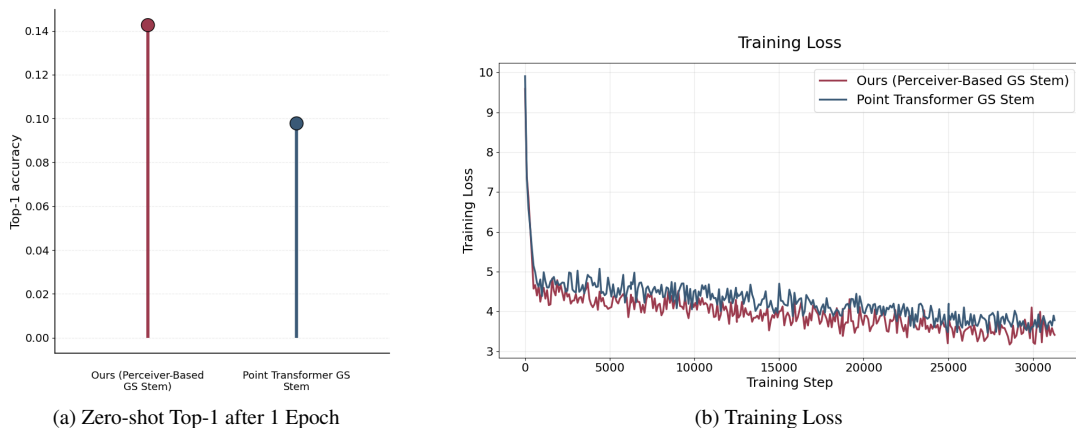 0.14
0.12
0.10
0.08
0.06
0.04
0.02
0.00
Top-1 accuracy
Ours (Perceiver-Based
GS Stem)
Point Transformer GS
Stem
(a) Zero-shot Top-1 after 1 Epoch
Training Loss
10
9
8
7
6
5
4
3
Training Loss
Ours (Perceiver-Based GS Stem)
Point Transformer GS Stem
0
5000
10000
15000
20000
25000
30000
Training Step
(b) Training Loss